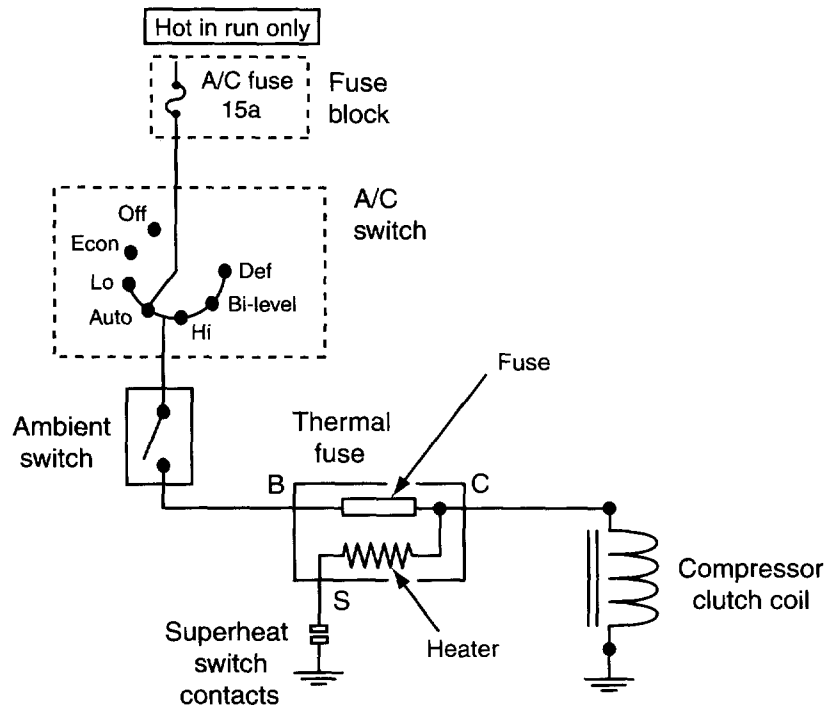 Hot in run only
A/C fuse
15a
Fuse
block
A/C
switch
Off
Econ
Lo
Auto
Hi
Bi-level
Def
Ambient
switch
Thermal
fuse
Fuse
B
C
S
Superheat
switch
contacts
Heater
Compressor
clutch coil